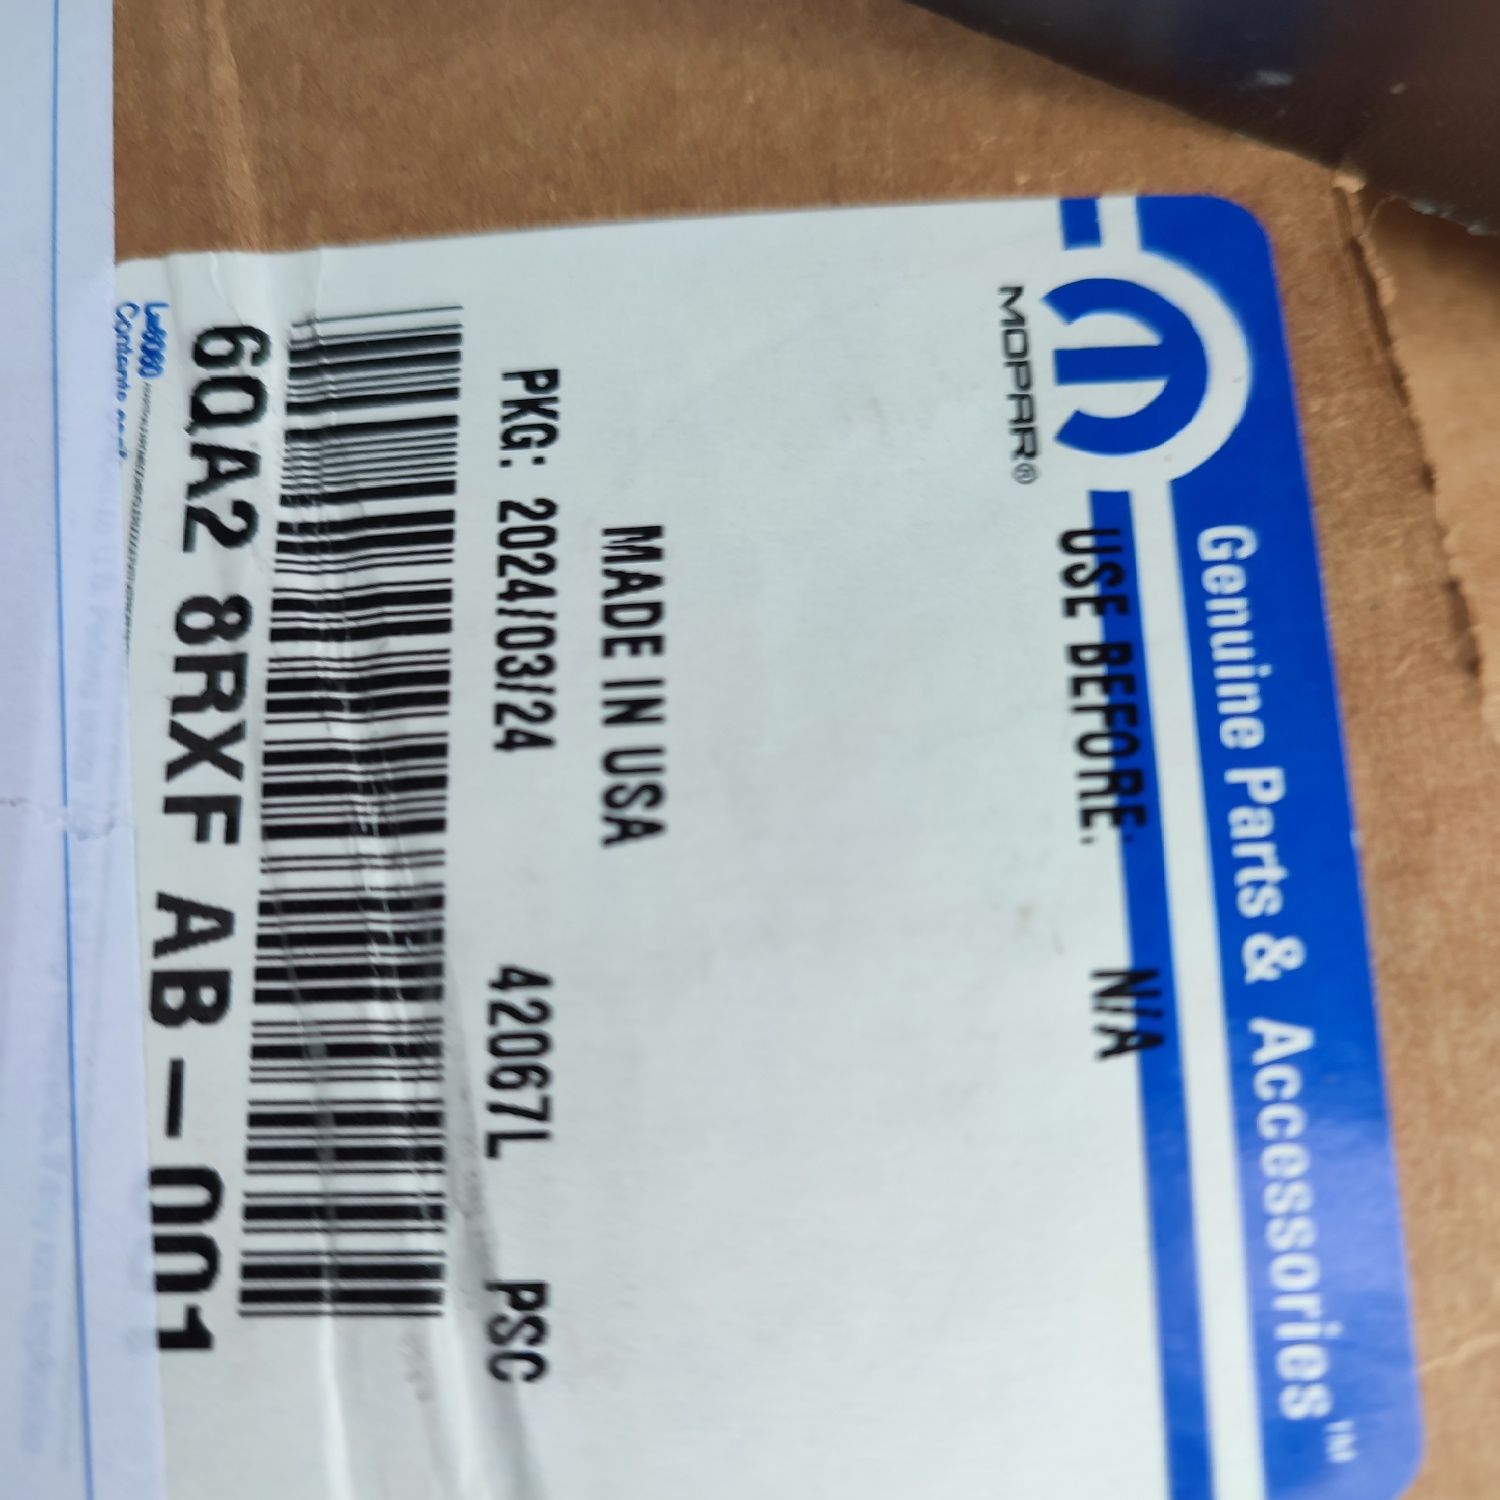 Genuine Parts & Accessories™
MOPAR®
USE BEFORE: N/A
MADE IN USA
PKG: 2024/03/24 42067L PSC
6QA2 8RXF AB-001